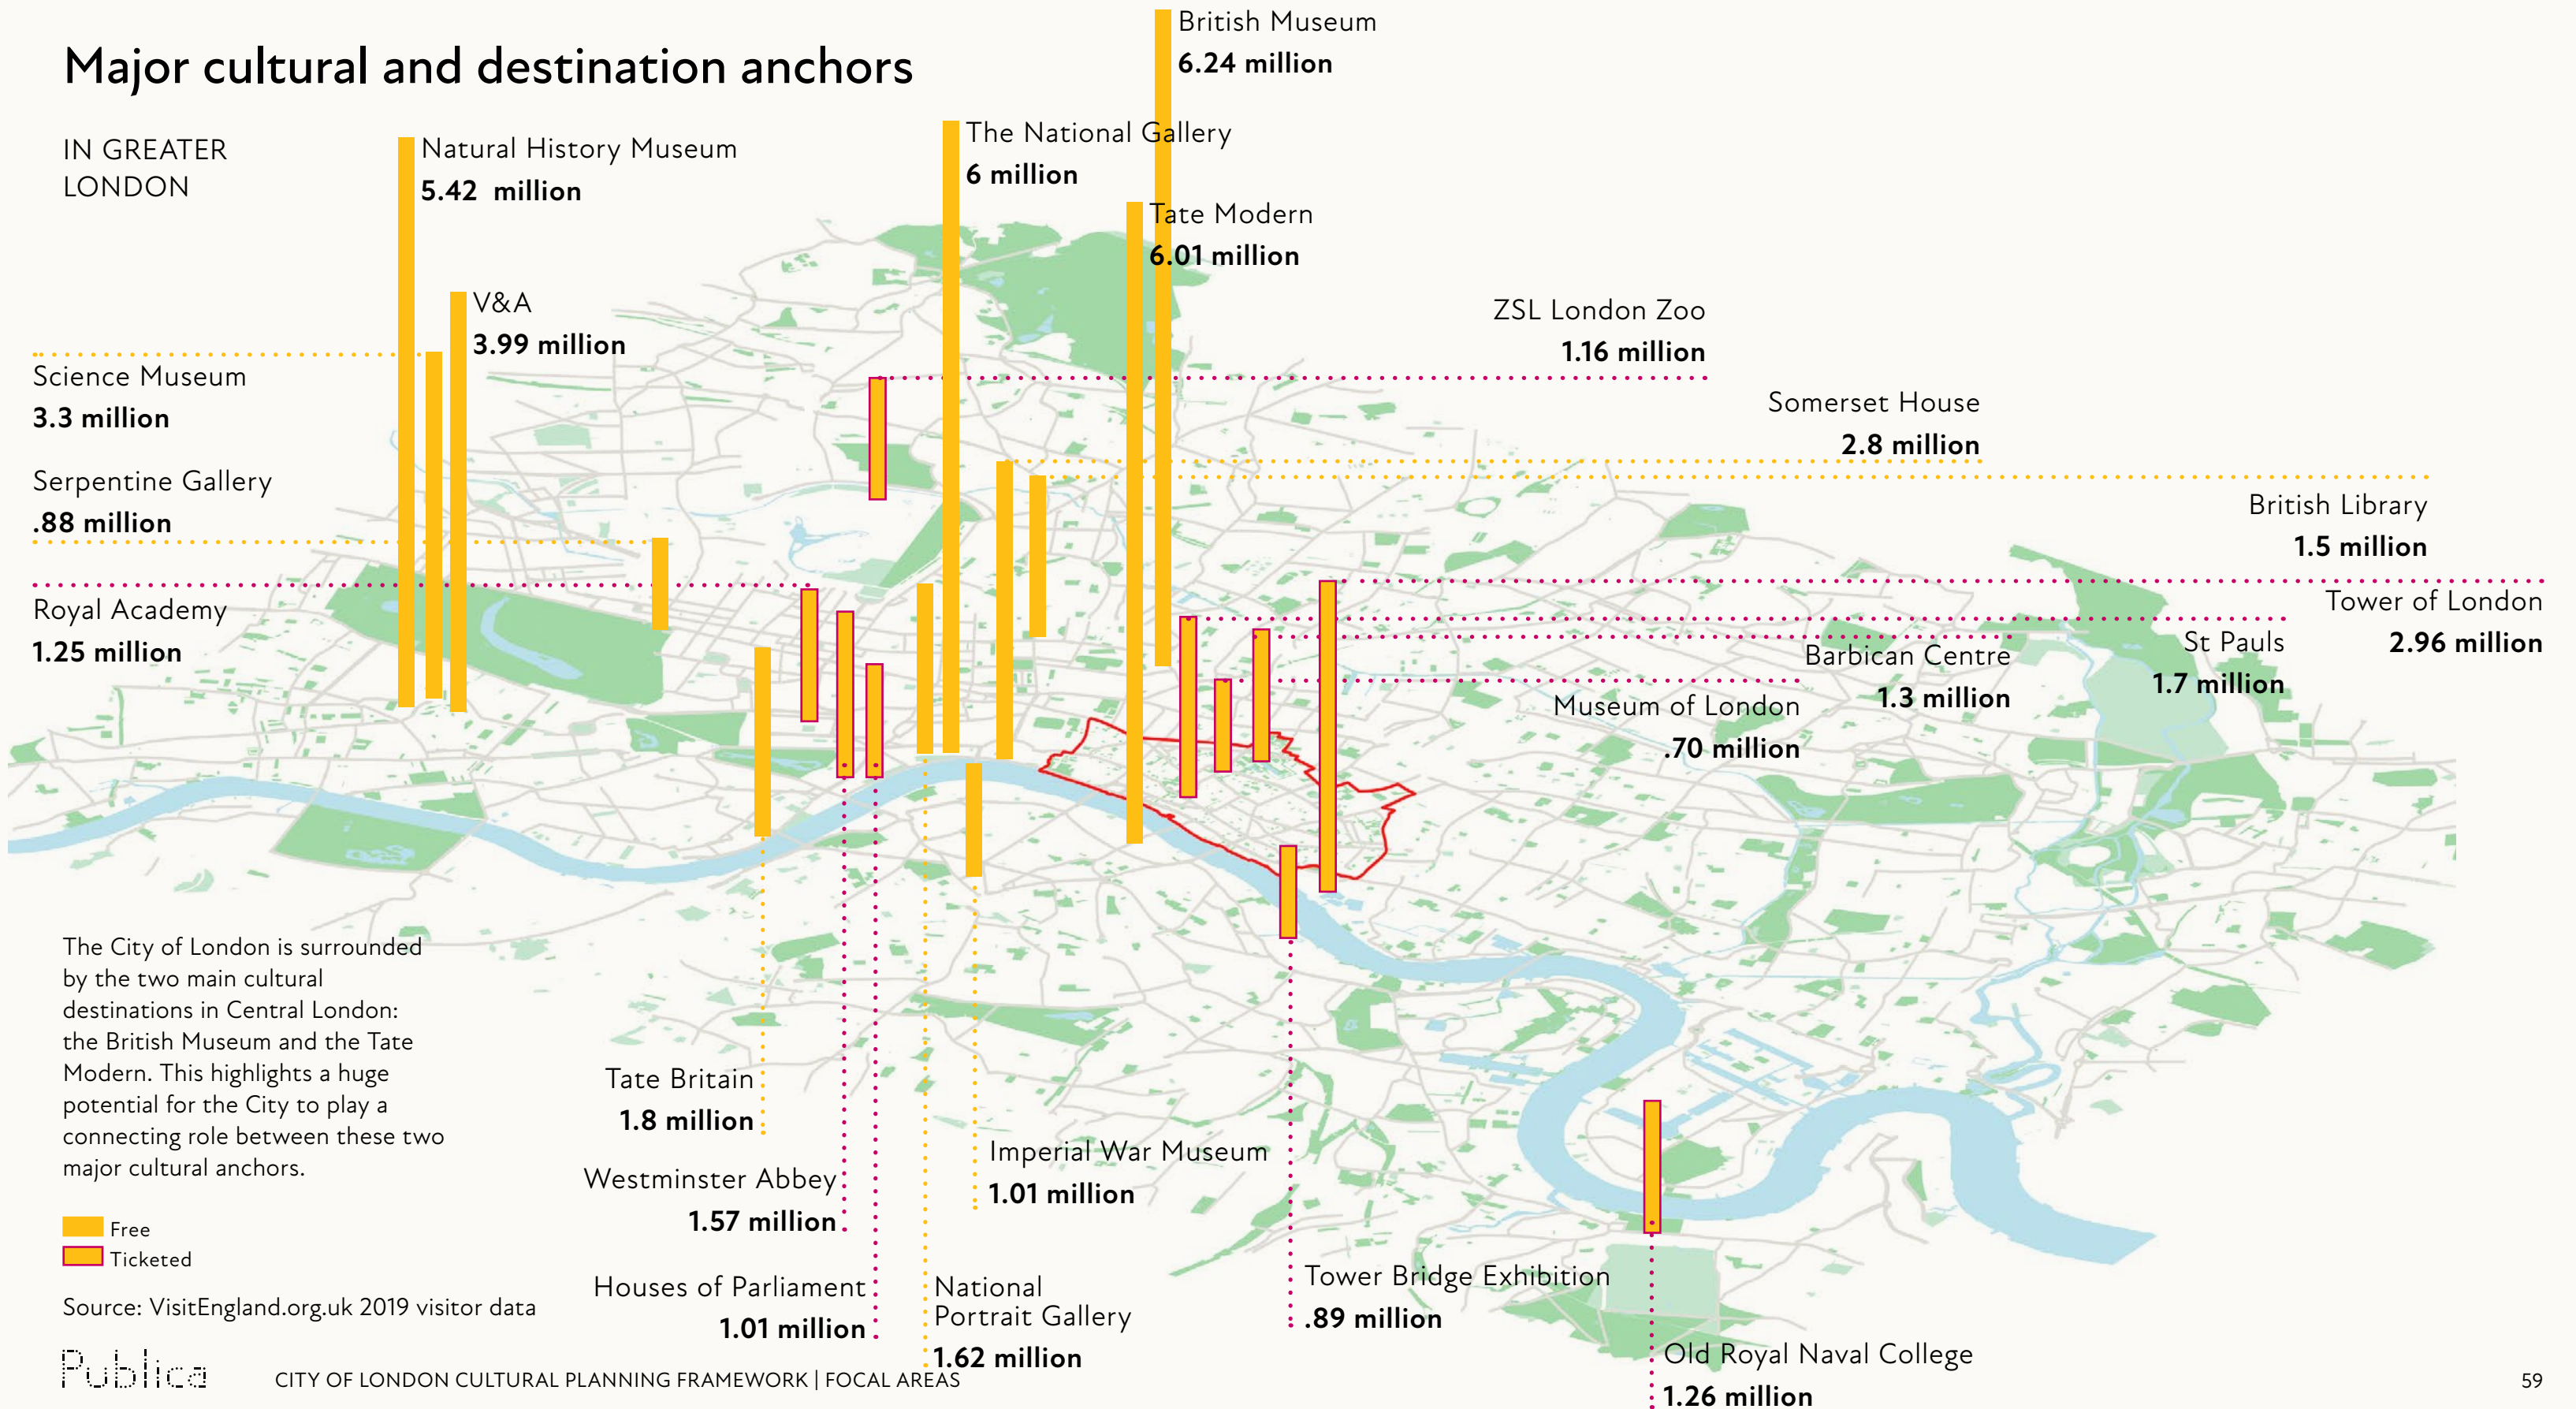 Major cultural and destination anchors
IN GREATER
LONDON
British Museum
6.24 million
The National Gallery
6 million
Natural History Museum
5.42 million
Tate Modern
6.01 million
V&A
3.99 million
ZSL London Zoo
1.16 million
Science Museum
3.3 million
Somerset House
2.8 million
Serpentine Gallery
.88 million
British Library
1.5 million
Royal Academy
1.25 million
Tower of London
2.96 million
St Pauls
1.7 million
Barbican Centre
1.3 million
Museum of London
.70 million
The City of London is surrounded
by the two main cultural
destinations in Central London:
the British Museum and the Tate
Modern. This highlights a huge
potential for the City to play a
connecting role between these two
major cultural anchors.
Tate Britain
1.8 million
Imperial War Museum
1.01 million
Westminster Abbey
1.57 million
Free
Ticketed
Houses of Parliament
1.01 million
National
Portrait Gallery
1.62 million
Tower Bridge Exhibition
.89 million
Old Royal Naval College
1.26 million
Source: VisitEngland.org.uk 2019 visitor data
Publica
CITY OF LONDON CULTURAL PLANNING FRAMEWORK | FOCAL AREAS
59